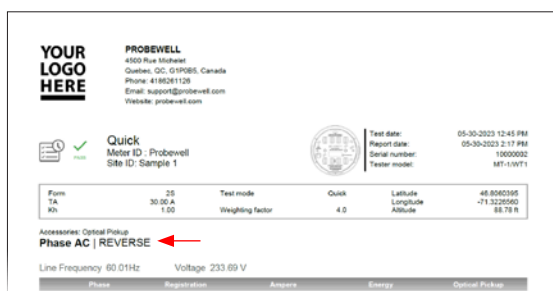 YOUR
LOGO
HERE
PROBEWELL
4500 Rue Michelet
Quebec, QC, G1P0B5, Canada
Phone: 4186261126
Email: support@probewell.com
Website: probewell.com
PASS
Quick
Meter ID : Probewell
Site ID: Sample 1
Test date: 05-30-2023 12:45 PM
Report date: 05-30-2023 2:17 PM
Serial number: 10000002
Tester model: MT-1/WT1
Form 2S Test mode Quick Latitude 46.8060395
TA 30.00 A Longitude -71.3226560
Kh 1.00 Weighting factor 4.0 Altitude 88.78 ft
Accessories: Optical Pickup
Phase AC | REVERSE
Line Frequency 60.01Hz Voltage 233.69 V
Phase Registration Ampere Energy Optical Pickup